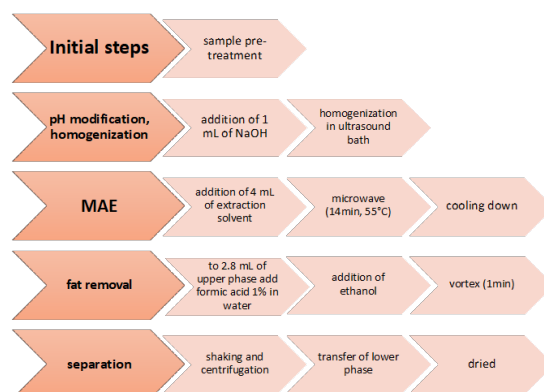 Initial steps
sample pre-
treatment
pH modification,
homogenization
addition of 1
mL of NaOH
homogenization
in ultrasound
bath
MAE
addition of 4 mL
of extraction
solvent
microwave
(14min, 55°C)
cooling down
fat removal
to 2.8 mL of
upper phase add
formic acid 1% in
water
addition of
ethanol
vortex (1min)
separation
shaking and
centrifugation
transfer of lower
phase
dried